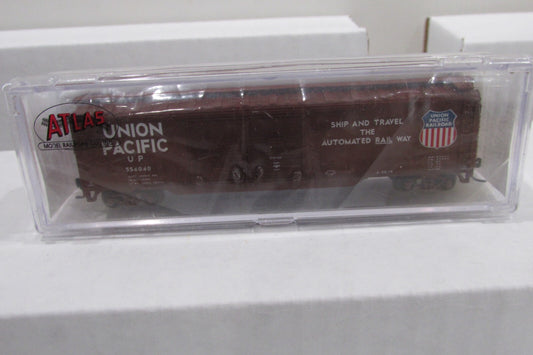 ATLAS
UNION
PACIFIC
UP
554040
SHIP AND TRAVEL
THE
AUTOMATED RAIL WAY
UNION
PACIFIC
RAILROAD